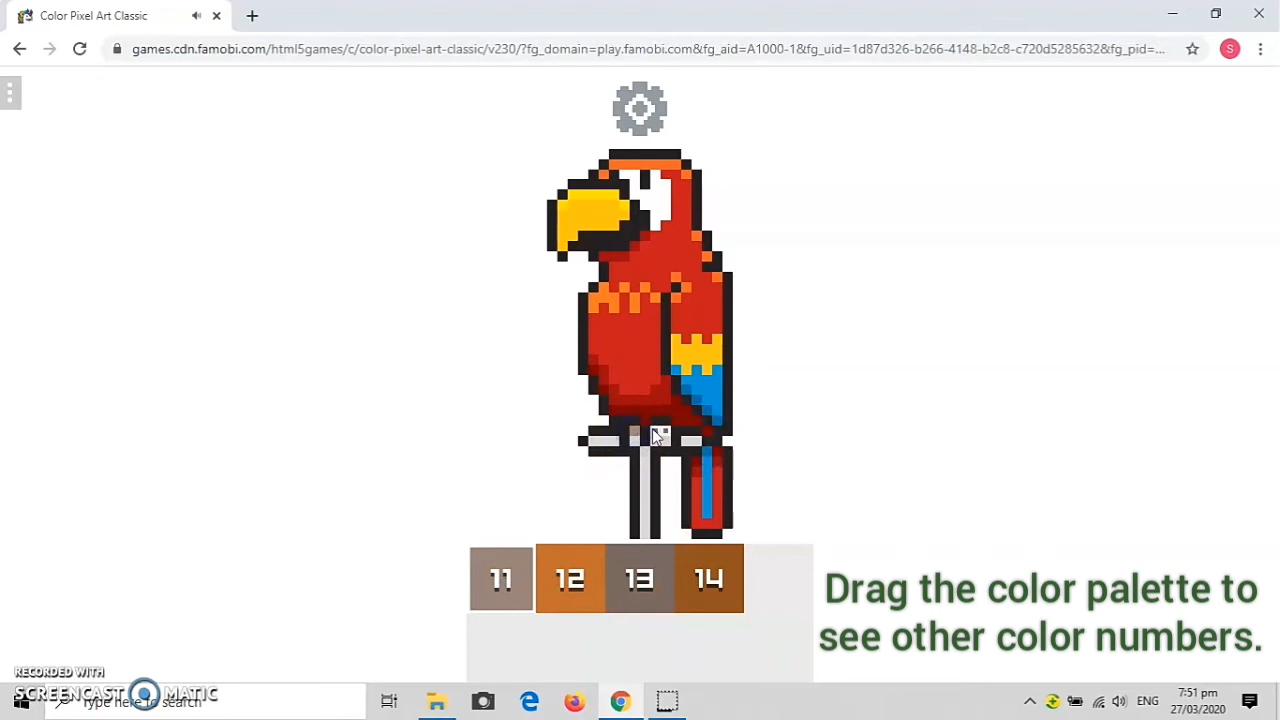 Color Pixel Art Classic
games.cdn.famobi.com/html5games/c/color-pixel-art-classic/v230/?fg_domain=play.famobi.com&fg_aid=A1000-1&fg_uid=1d87d326-b266-4148-b2c8-c720d5285632&fg_pid=...
S
11 12 13 14
Drag the color palette to
see other color numbers.
RECORDED WITH
SCREENCAST MATIC
Type here to search
ENG
7:51 pm
27/03/2020